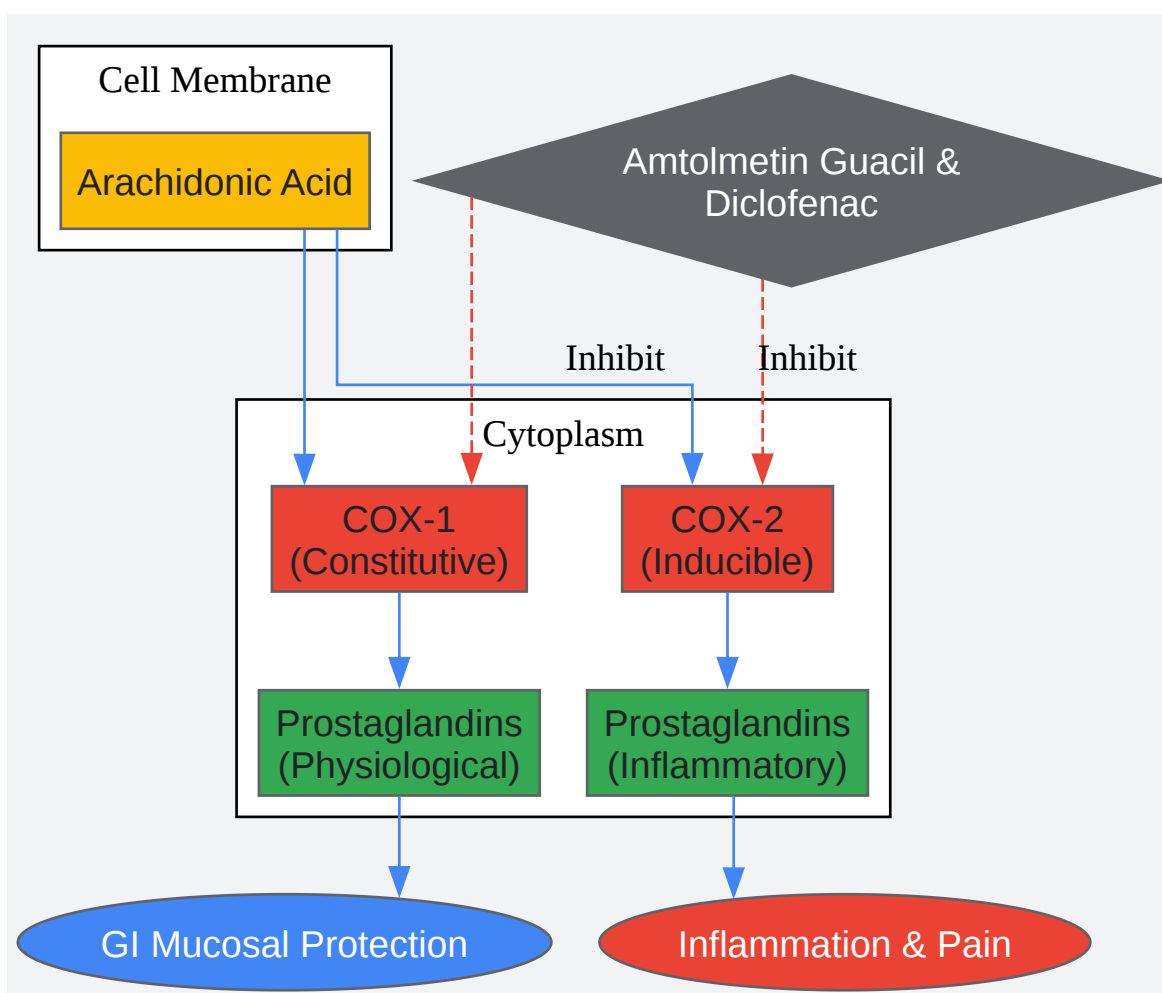 Cell Membrane
Arachidonic Acid
Amtolmetin Guacil &
Diclofenac
Inhibit
Inhibit
Cytoplasm
COX-1
(Constitutive)
COX-2
(Inducible)
Prostaglandins
(Physiological)
Prostaglandins
(Inflammatory)
GI Mucosal Protection
Inflammation & Pain